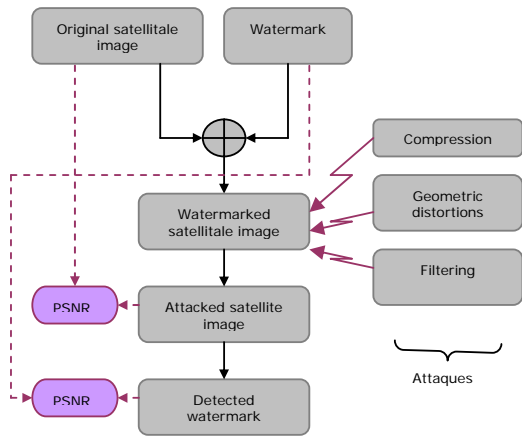 Original satellitale
image
Watermark
Compression
Watermarked
satellitale image
Geometric
distortions
Filtering
PSNR
Attacked satellite
image
Attaques
PSNR
Detected
watermark